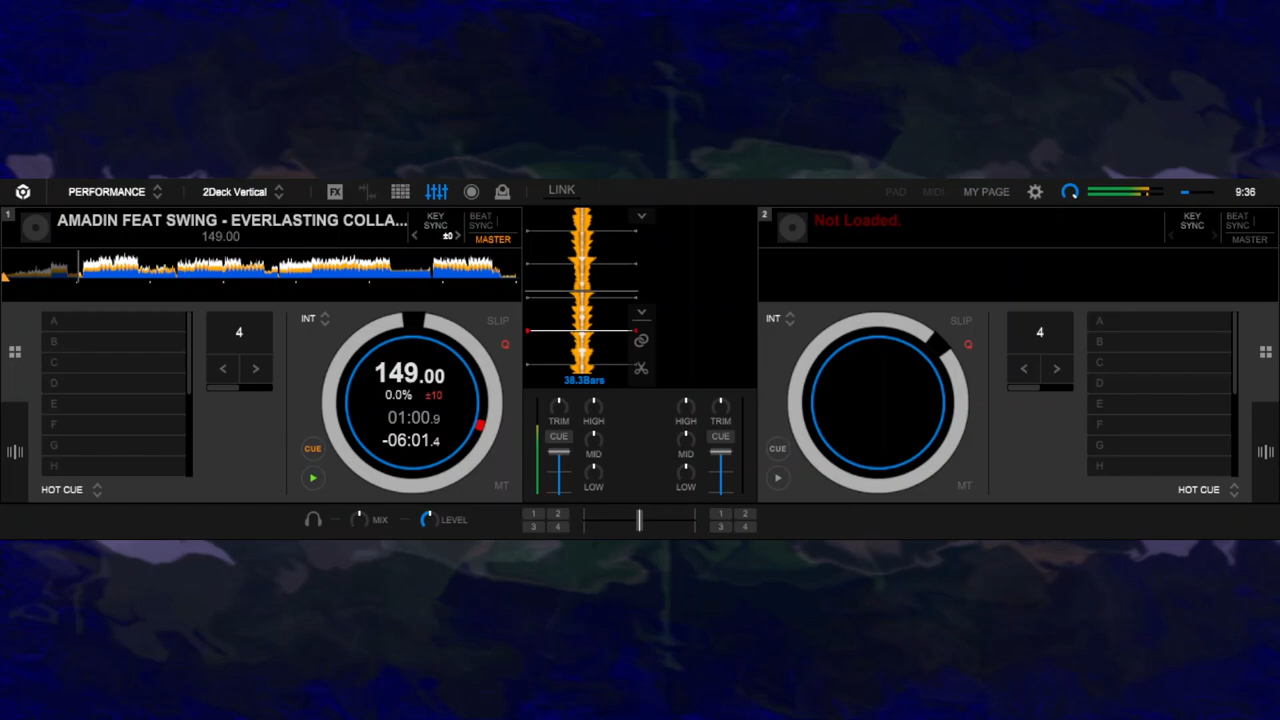 PERFORMANCE 2Deck Vertical FX LINK PAD MIDI MY PAGE 9:36
1 AMADIN FEAT SWING - EVERLASTING COLLA... KEY SYNC BEAT SYNC
149.00 ±0 MASTER
2 Not Loaded. KEY SYNC BEAT SYNC
MASTER
A
B
C
D
E
F
G
H
HOT CUE
4
INT
SLIP
Q
149.00
0.0% ±10
01:00.9
-06:01.4
CUE
MT
38.3Bars
TRIM HIGH HIGH TRIM
CUE CUE
MID MID
LOW LOW
INT
SLIP
Q
CUE
MT
4
A
B
C
D
E
F
G
H
HOT CUE
MIX LEVEL
1 2 1 2
3 4 3 4